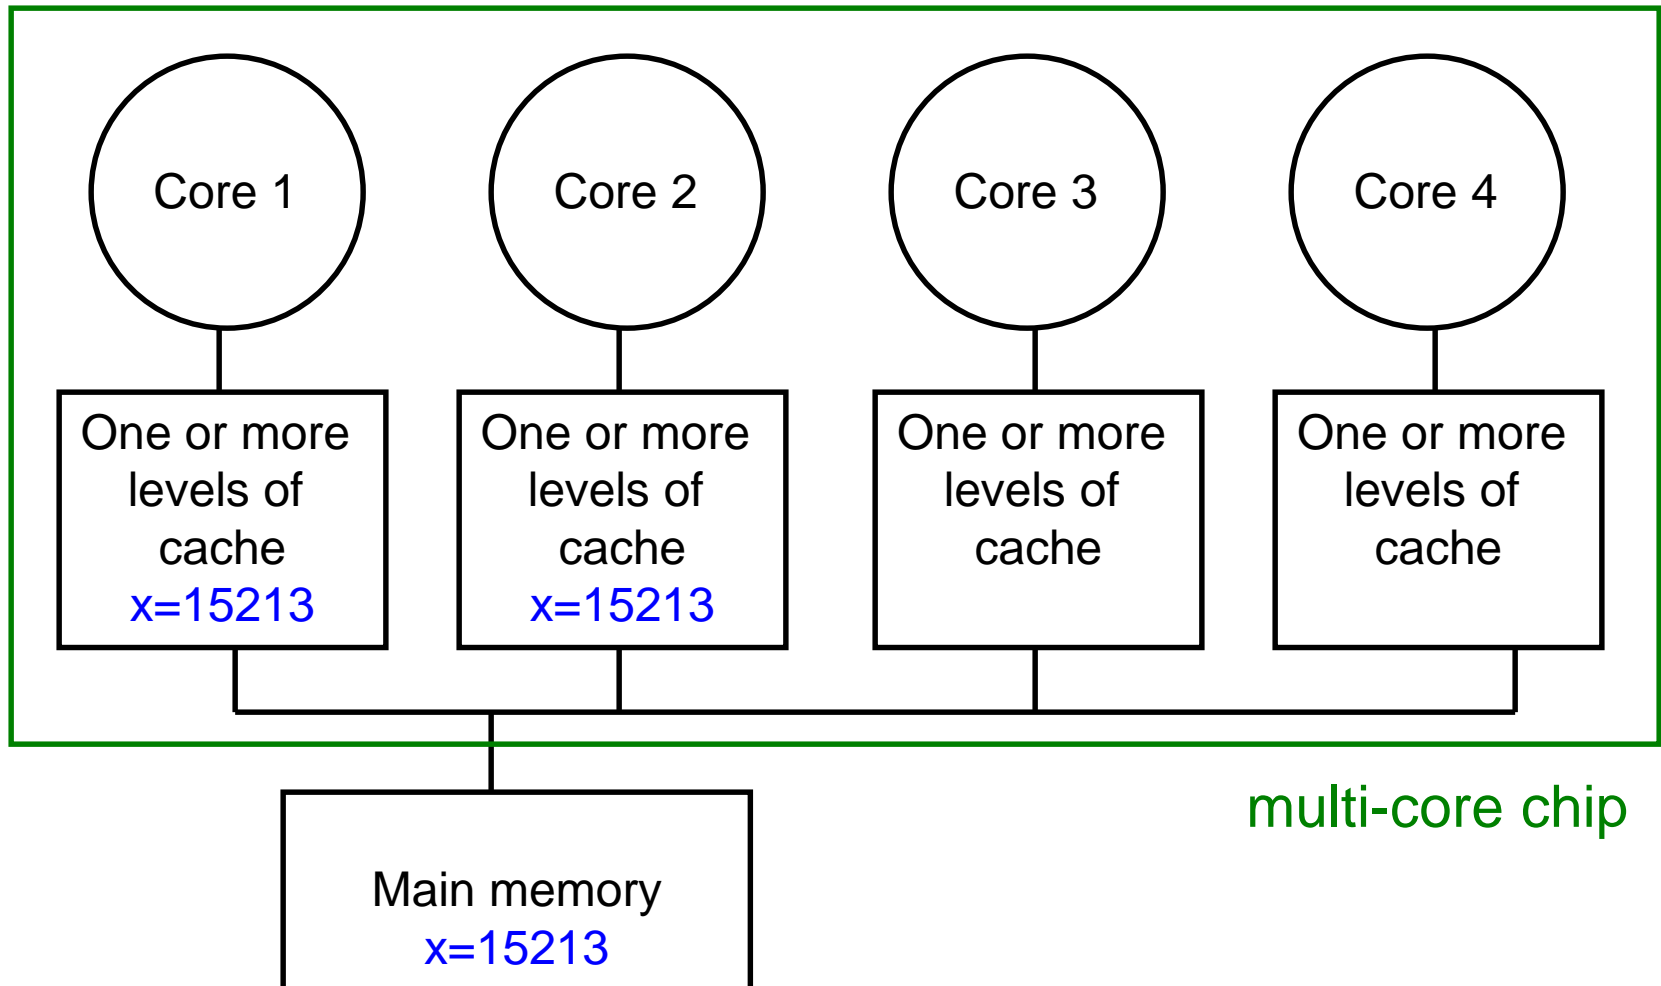 Core 1
Core 2
Core 3
Core 4
One or more
levels of
cache
x=15213
One or more
levels of
cache
x=15213
One or more
levels of
cache
One or more
levels of
cache
multi-core chip
Main memory
x=15213